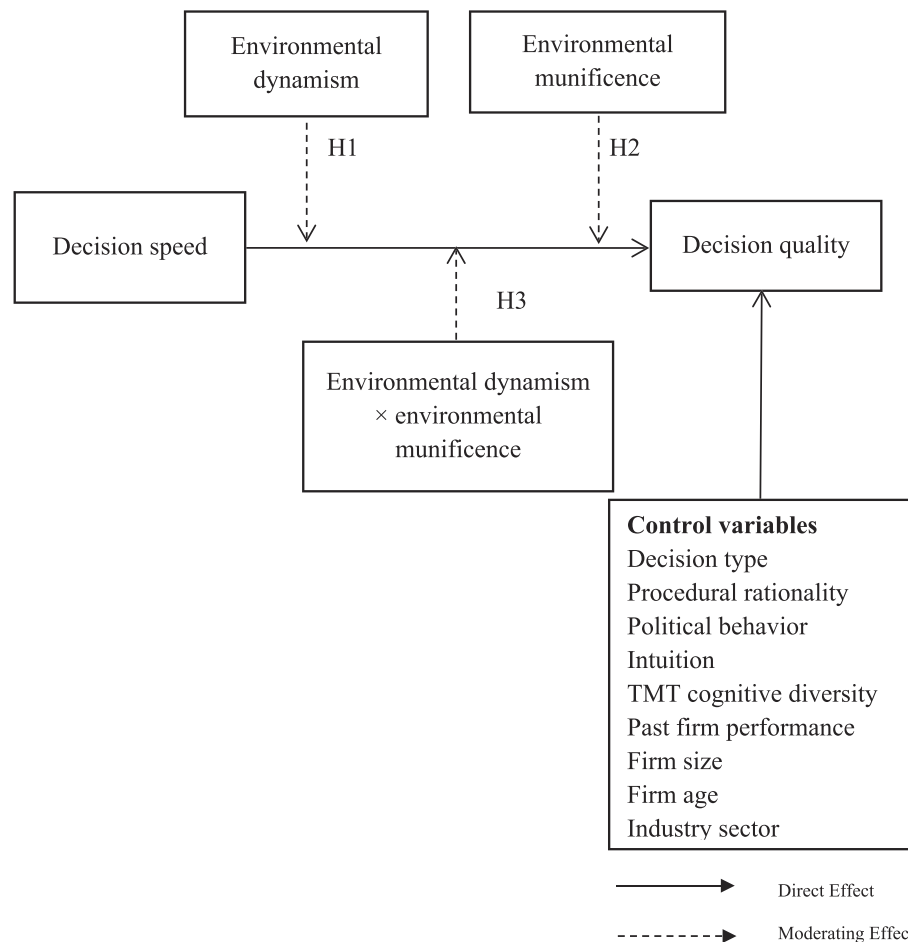 Environmental
dynamism
Environmental
munificence
H1
H2
Decision speed
Decision quality
H3
Environmental dynamism
× environmental
munificence
Control variables
Decision type
Procedural rationality
Political behavior
Intuition
TMT cognitive diversity
Past firm performance
Firm size
Firm age
Industry sector
Direct Effect
Moderating Effec